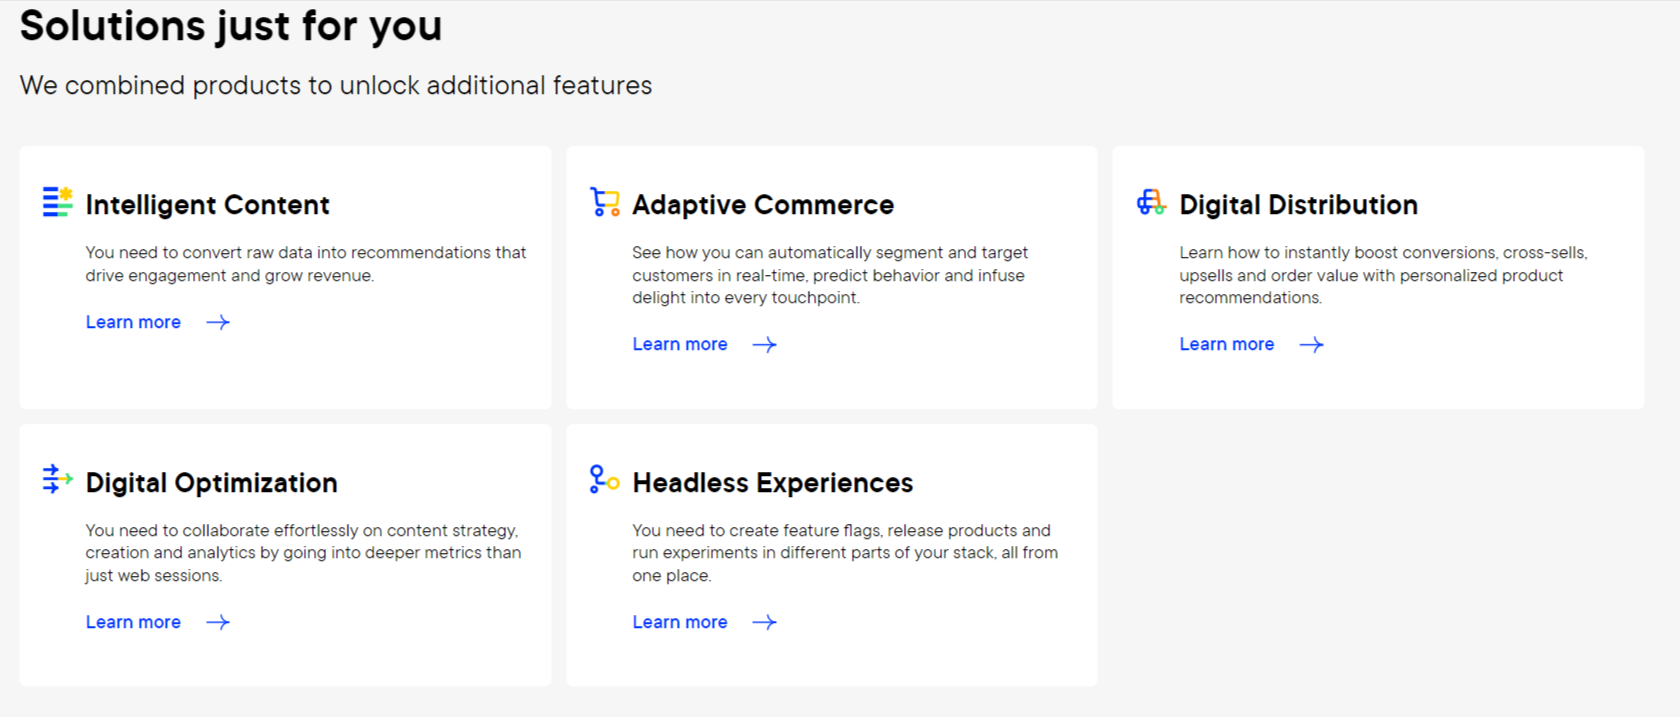 Solutions just for you
We combined products to unlock additional features
Intelligent Content
You need to convert raw data into recommendations that
drive engagement and grow revenue.
Learn more
Adaptive Commerce
See how you can automatically segment and target
customers in real-time, predict behavior and infuse
delight into every touchpoint.
Learn more
Digital Distribution
Learn how to instantly boost conversions, cross-sells,
upsells and order value with personalized product
recommendations.
Learn more
Digital Optimization
You need to collaborate effortlessly on content strategy,
creation and analytics by going into deeper metrics than
just web sessions.
Learn more
Headless Experiences
You need to create feature flags, release products and
run experiments in different parts of your stack, all from
one place.
Learn more